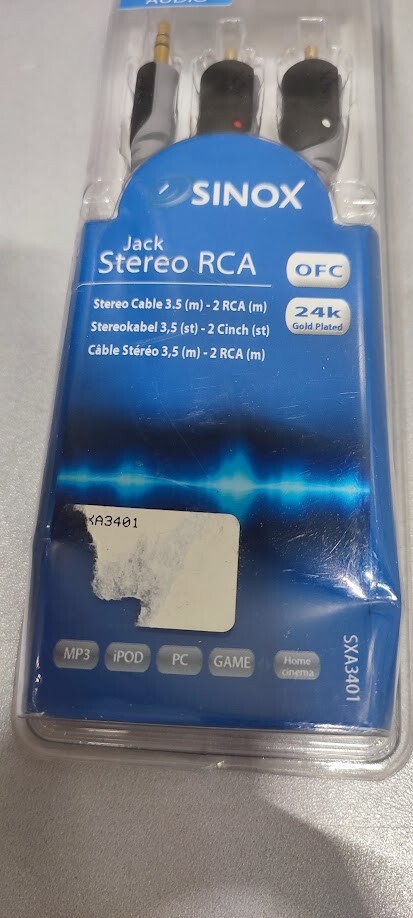 AUDIO
SINOX
Jack
Stereo RCA
OFC
24k
Gold Plated
Stereo Cable 3.5 (m) - 2 RCA (m)
Stereokabel 3,5 (st) - 2 Cinch (st)
Câble Stéréo 3,5 (m) - 2 RCA (m)
XA3401
MP3
iPOD
PC
GAME
Home
cinema
SXA3401